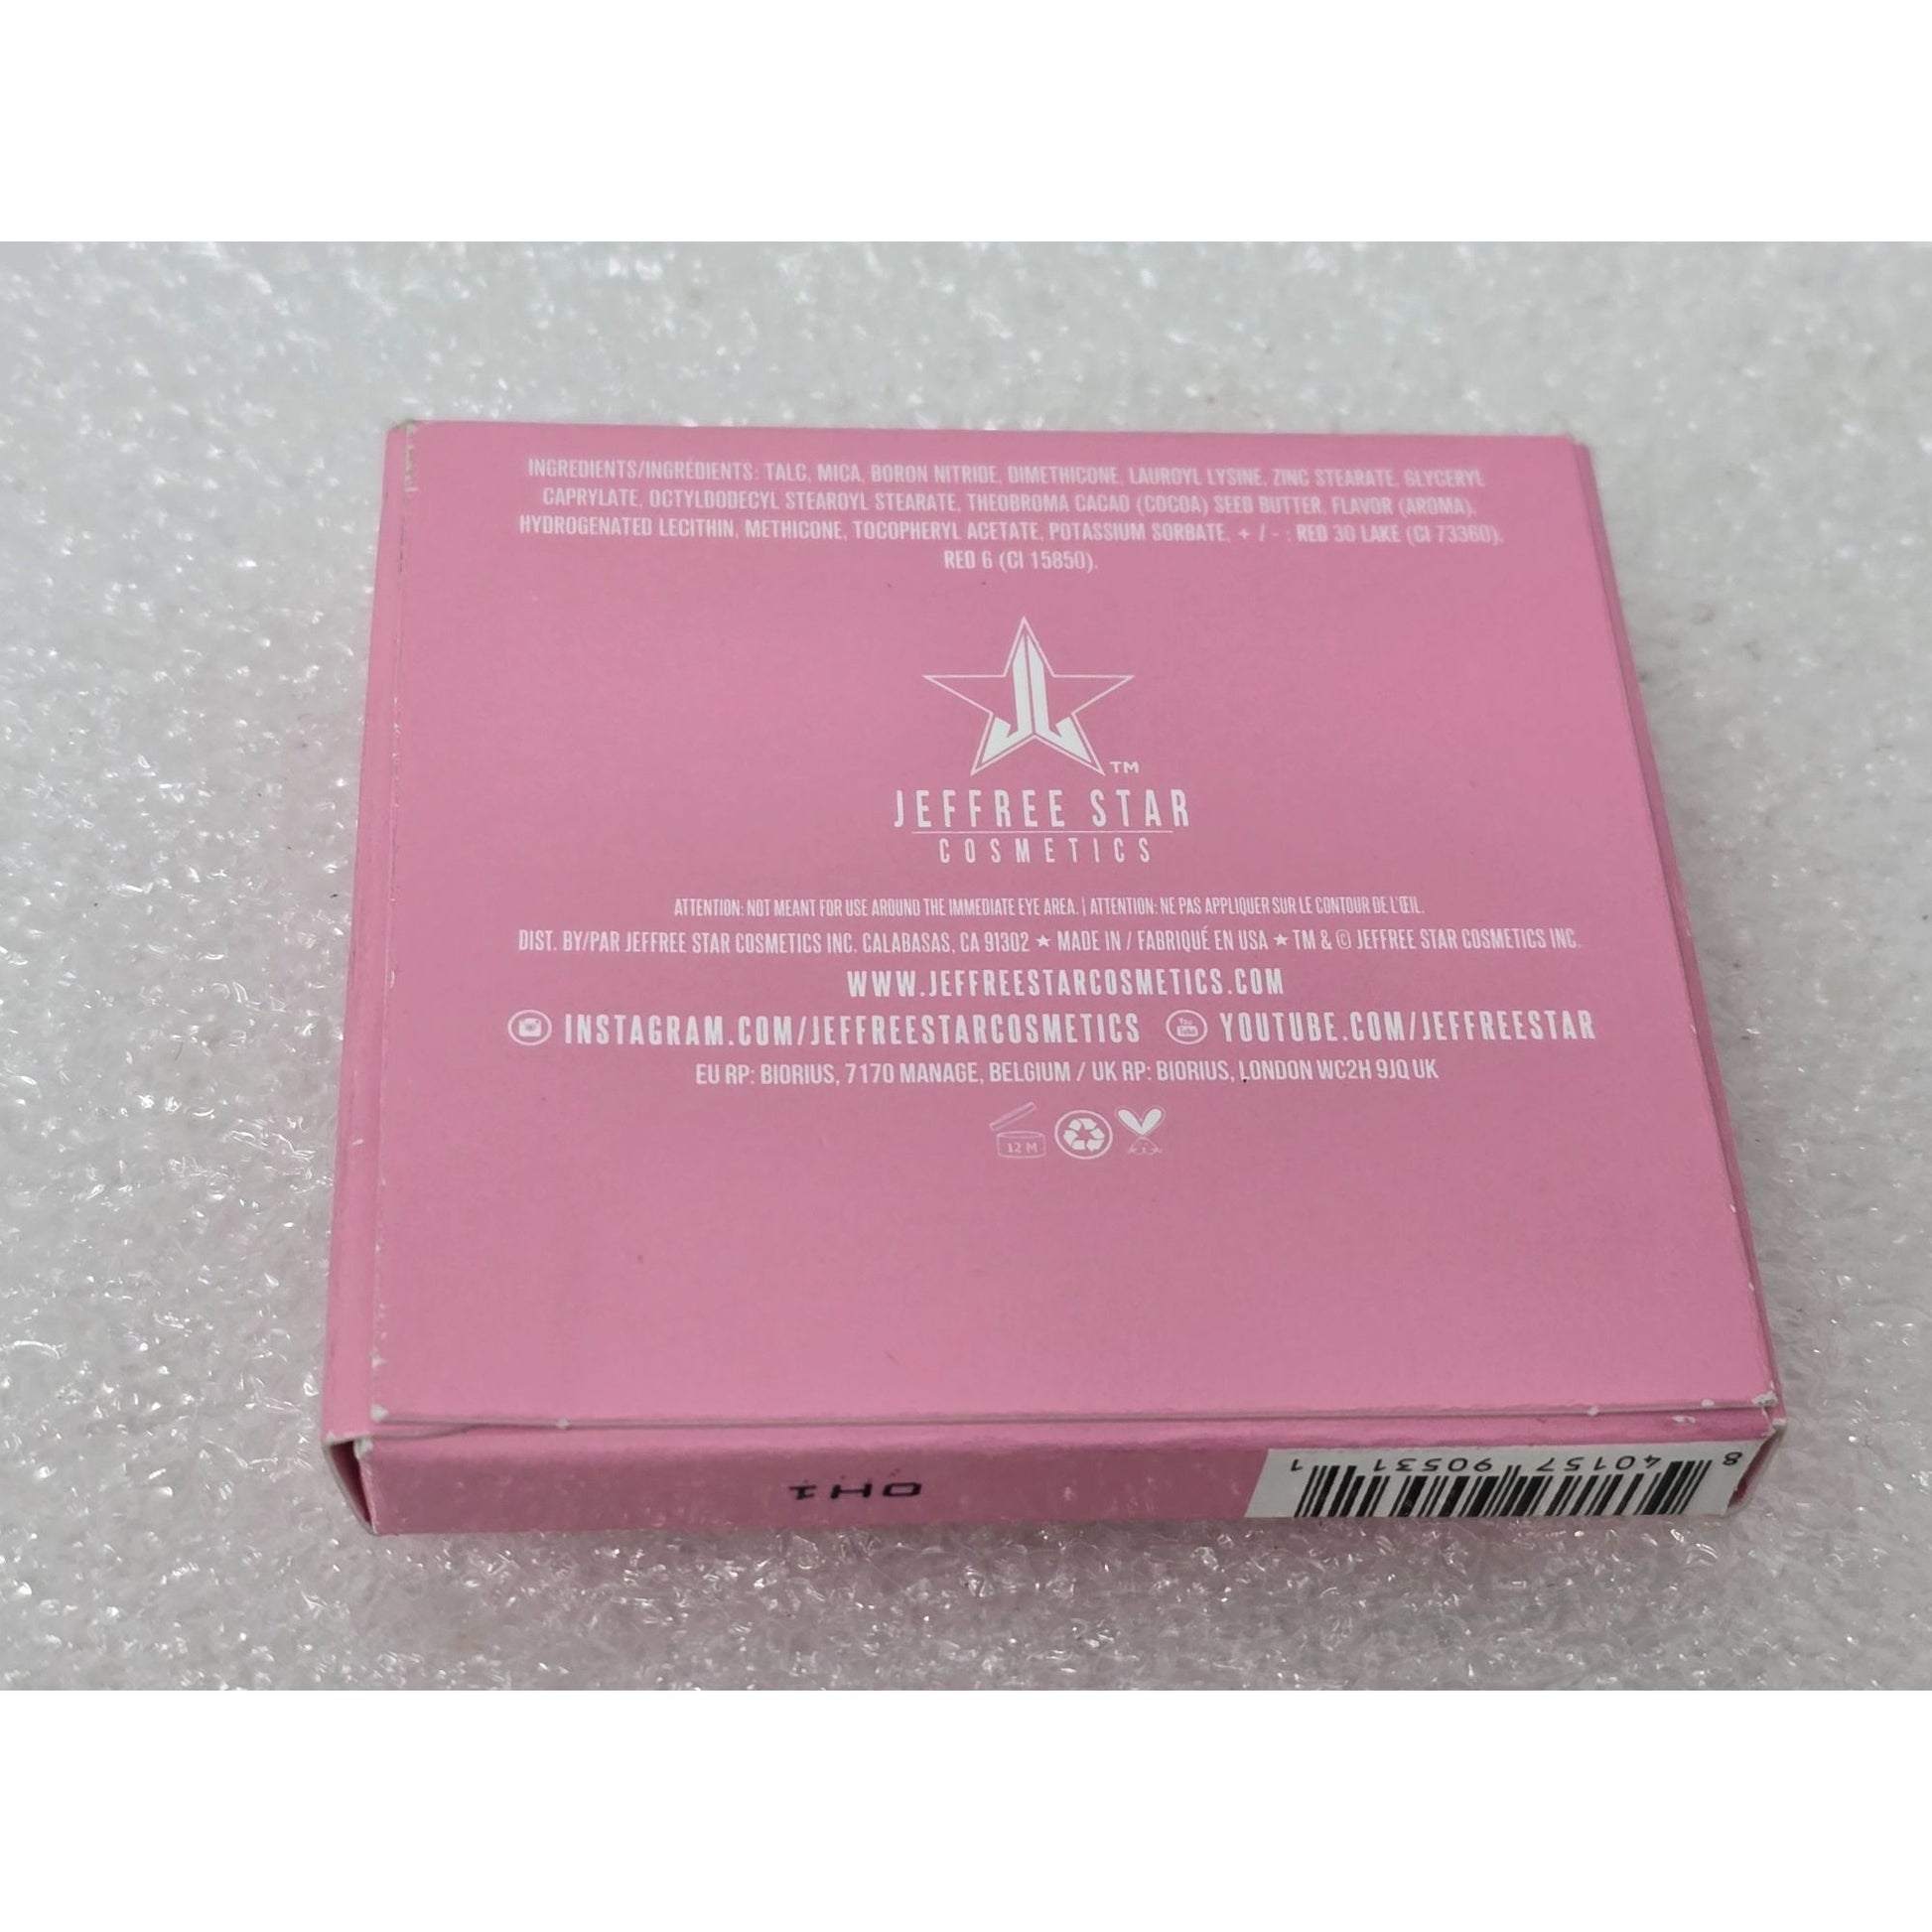 INGREDIENTS/INGRÉDIENTS: TALC, MICA, BORON NITRIDE, DIMETHICONE, LAUROYL LYSINE, ZINC STEARATE, GLYCERYL
CAPRYLATE, OCTYLDODECYL STEAROYL STEARATE, THEOBROMA CACAO (COCOA) SEED BUTTER, FLAVOR (AROMA),
HYDROGENATED LECITHIN, METHICONE, TOCOPHERYL ACETATE, POTASSIUM SORBATE, + / - : RED 30 LAKE (CI 73360),
RED 6 (CI 15850).
TM
JEFFREE STAR
COSMETICS
ATTENTION: NOT MEANT FOR USE AROUND THE IMMEDIATE EYE AREA. | ATTENTION: NE PAS APPLIQUER SUR LE CONTOUR DE L'ŒIL.
DIST. BY/PAR JEFFREE STAR COSMETICS INC. CALABASAS, CA 91302 ★ MADE IN / FABRIQUÉ EN USA ★ TM & © JEFFREE STAR COSMETICS INC.
WWW.JEFFREESTARCOSMETICS.COM
INSTAGRAM.COM/JEFFREESTARCOSMETICS You Tube YOUTUBE.COM/JEFFREESTAR
EU RP: BIORIUS, 7170 MANAGE, BELGIUM / UK RP: BIORIUS, LONDON WC2H 9JQ UK
12 M
0H1
8 40157 90531 1